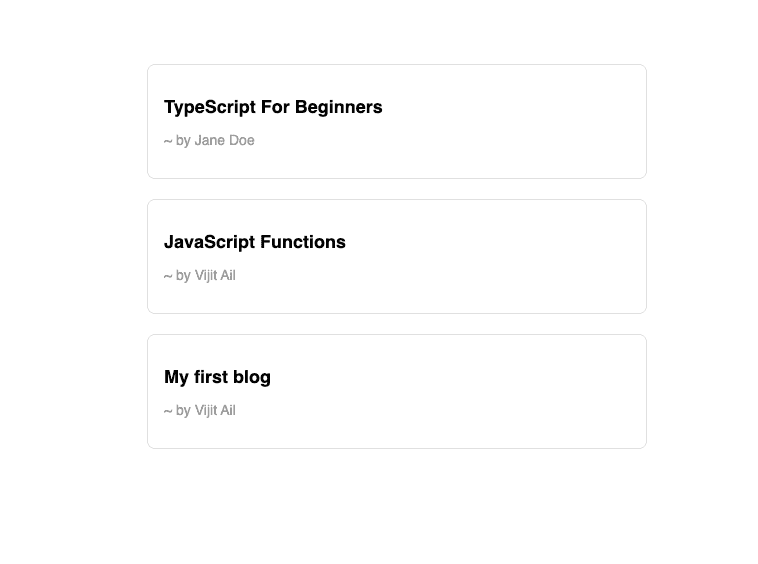 TypeScript For Beginners
~ by Jane Doe
JavaScript Functions
~ by Vijit Ail
My first blog
~ by Vijit Ail